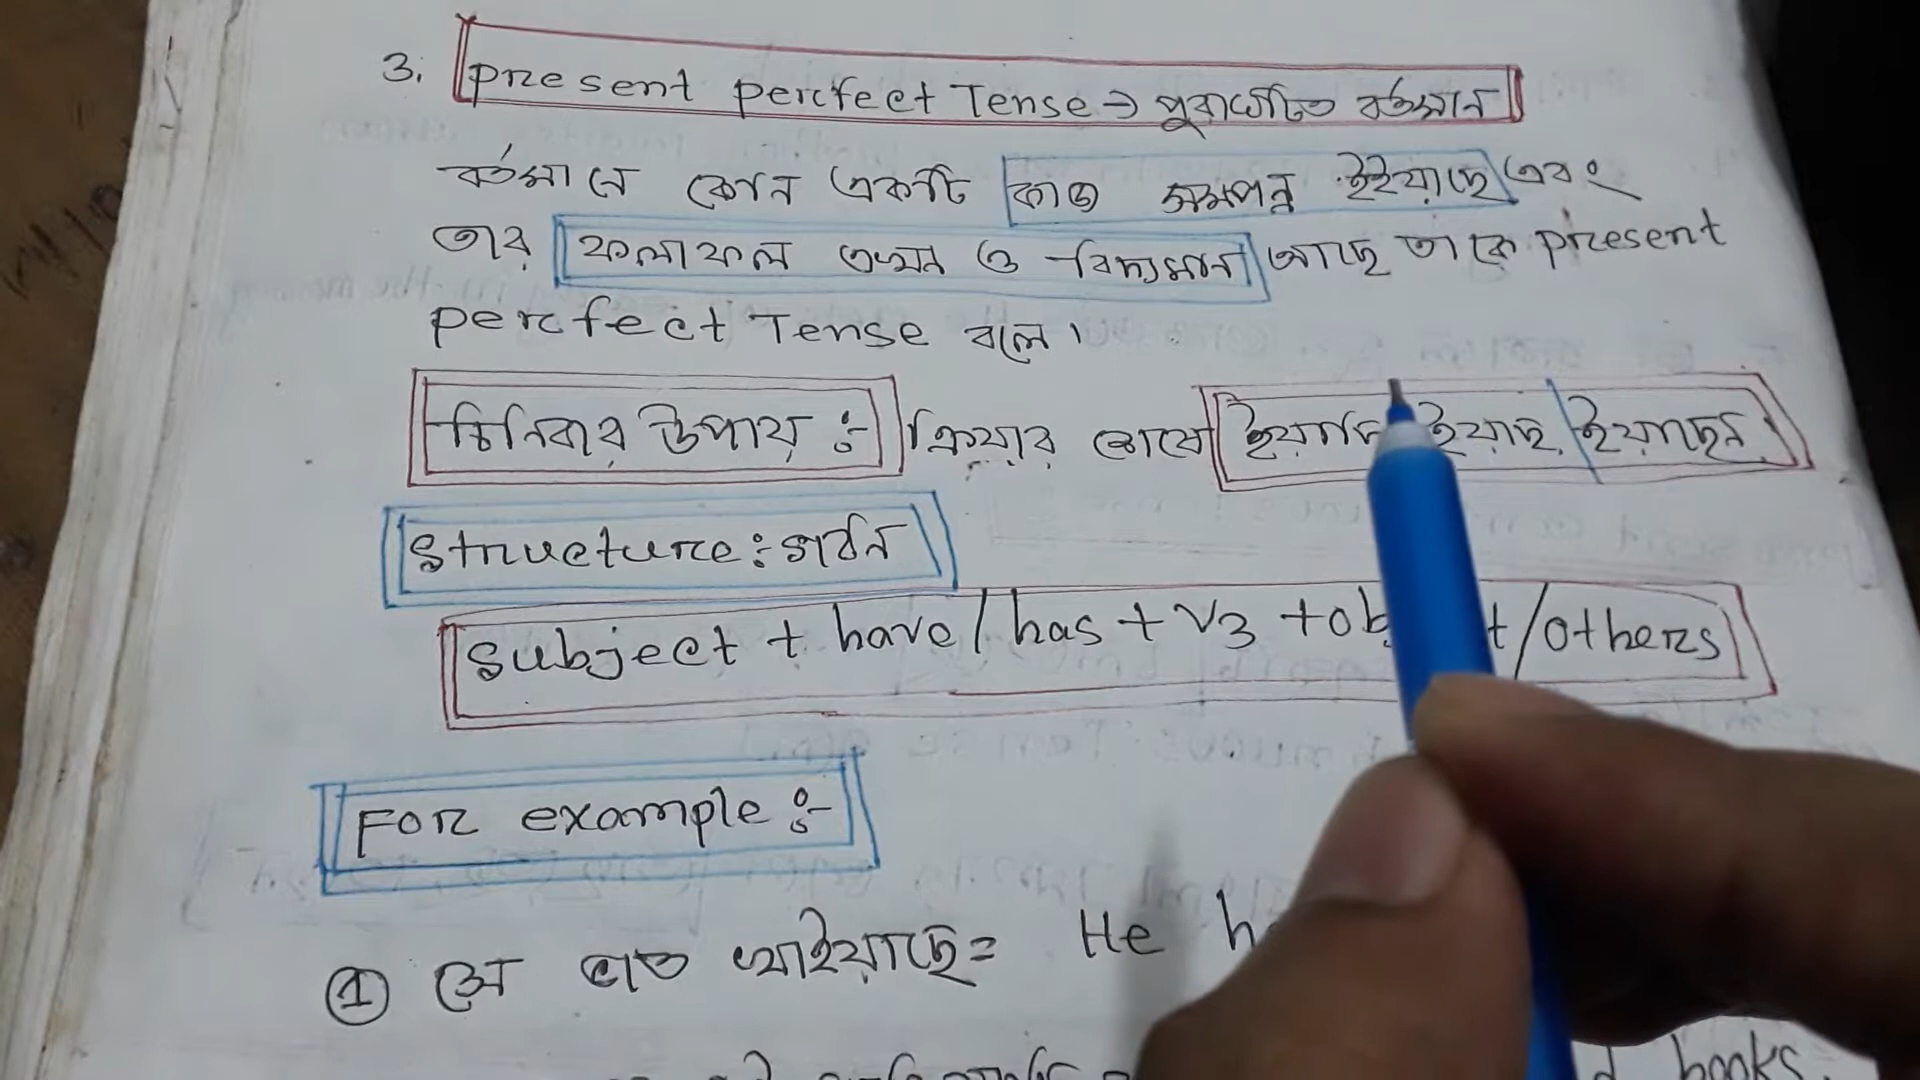 3. Present perfect Tense → পুরাঘটিত বর্তমান
বর্তমানে কোন একটি কাজ সম্পন্ন হইয়াছে এবং
তার ফলাফল এখন ও বিদ্যমান আছে তাকে present
perfect Tense বলে।
চিনিবার উপায় :- ক্রিয়ার শেষে ইয়াছ ইয়াছেন
Structure : গঠন
Subject + have / has + V3 + / others
For example :-
① সে ভাত খাইয়াছে = He
books.